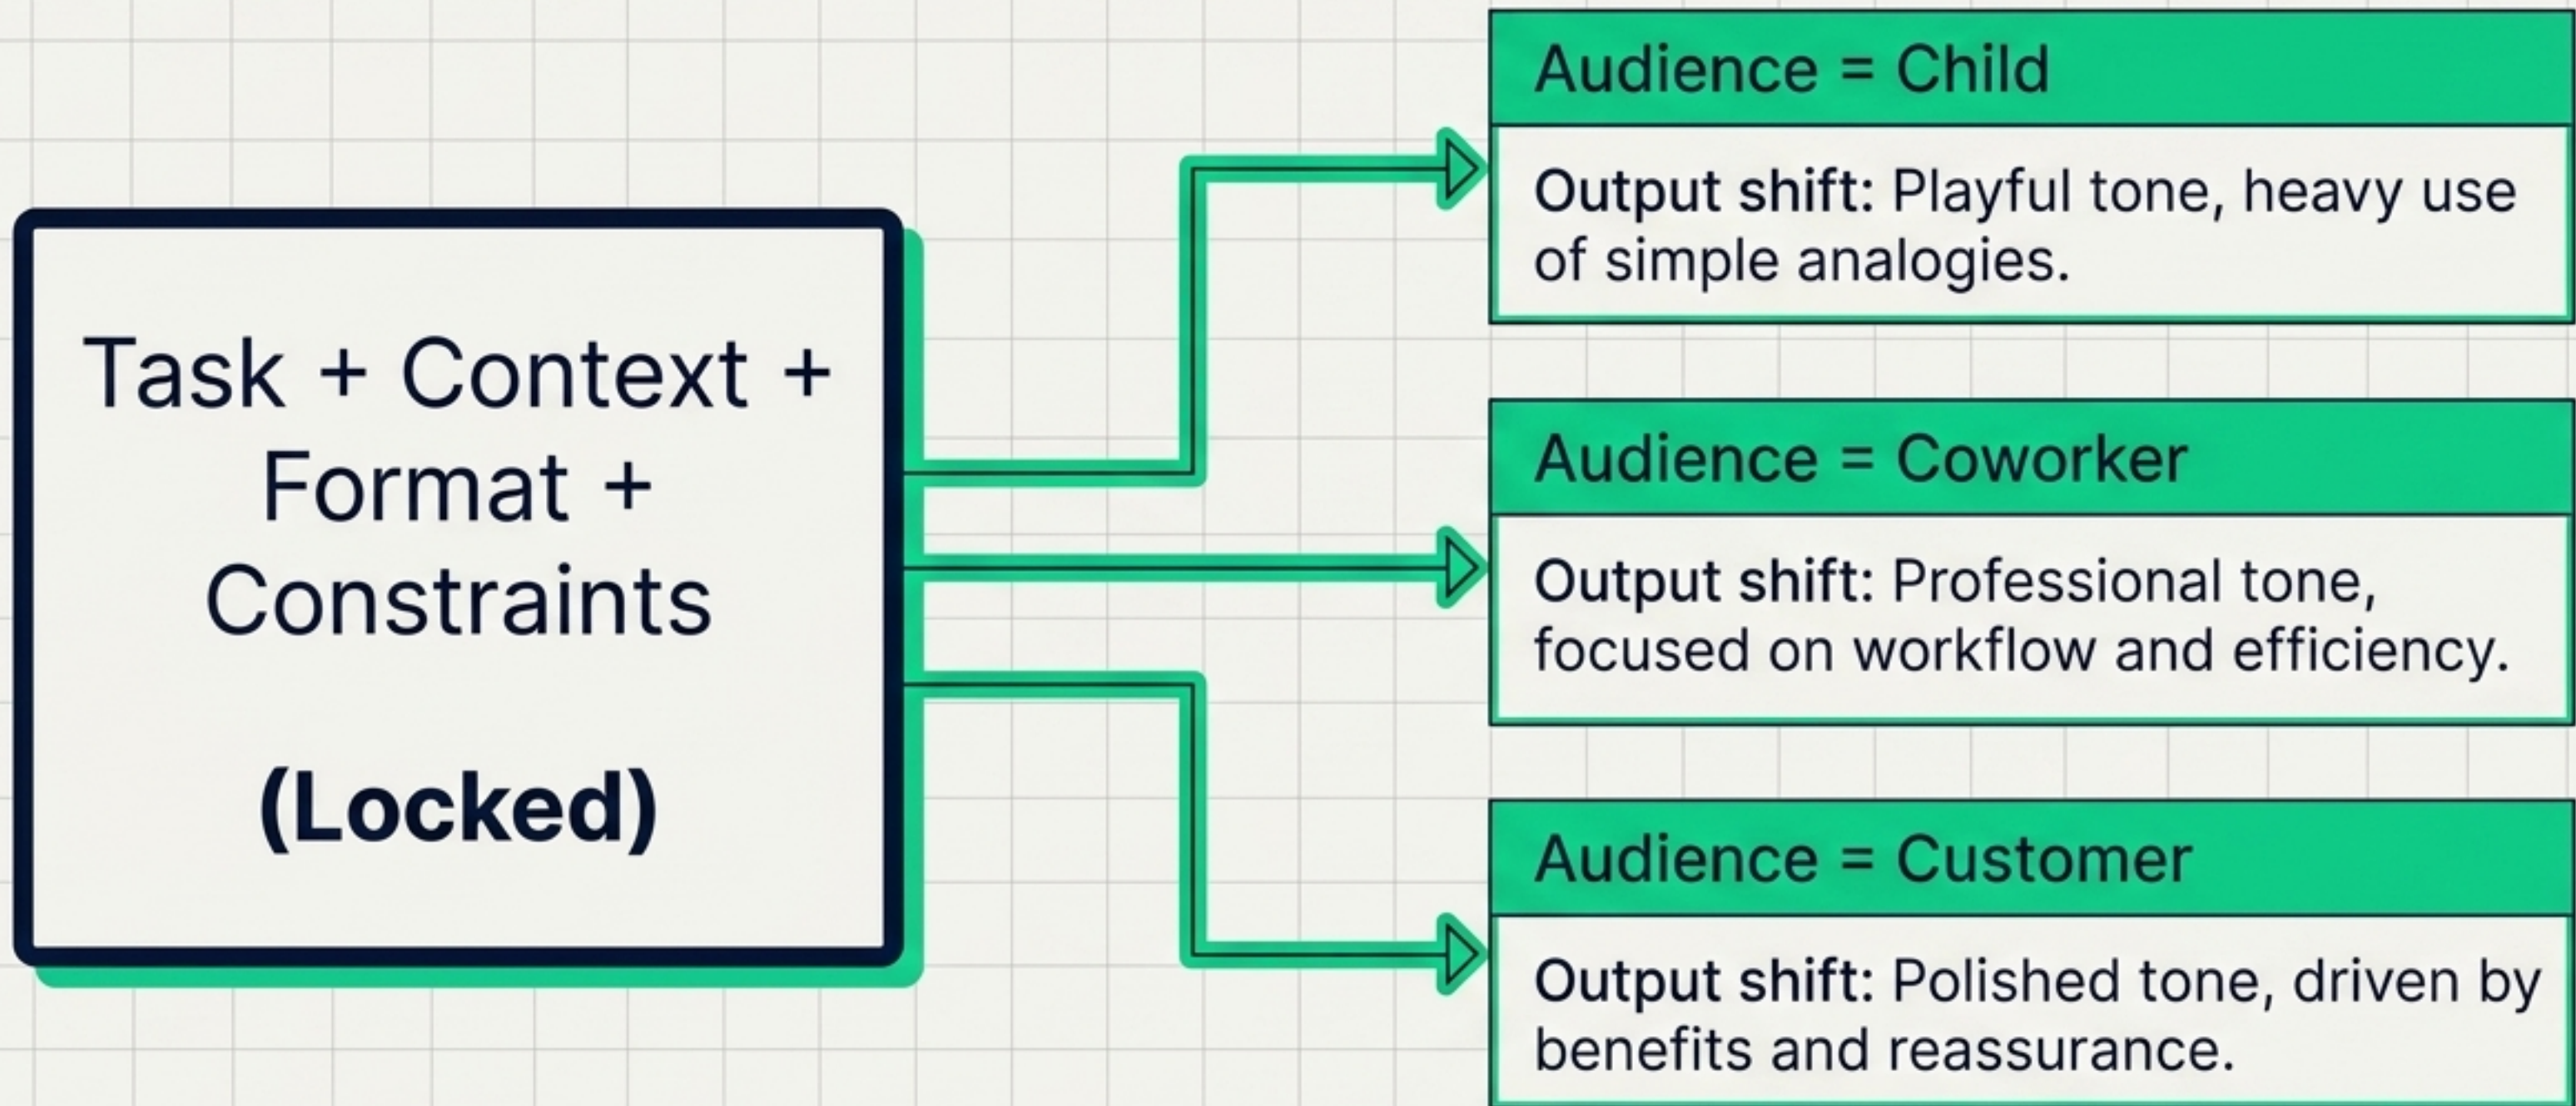 Task + Context +
Format +
Constraints
(Locked)
Audience = Child
Output shift: Playful tone, heavy use
of simple analogies.
Audience = Coworker
Output shift: Professional tone,
focused on workflow and efficiency.
Audience = Customer
Output shift: Polished tone, driven by
benefits and reassurance.